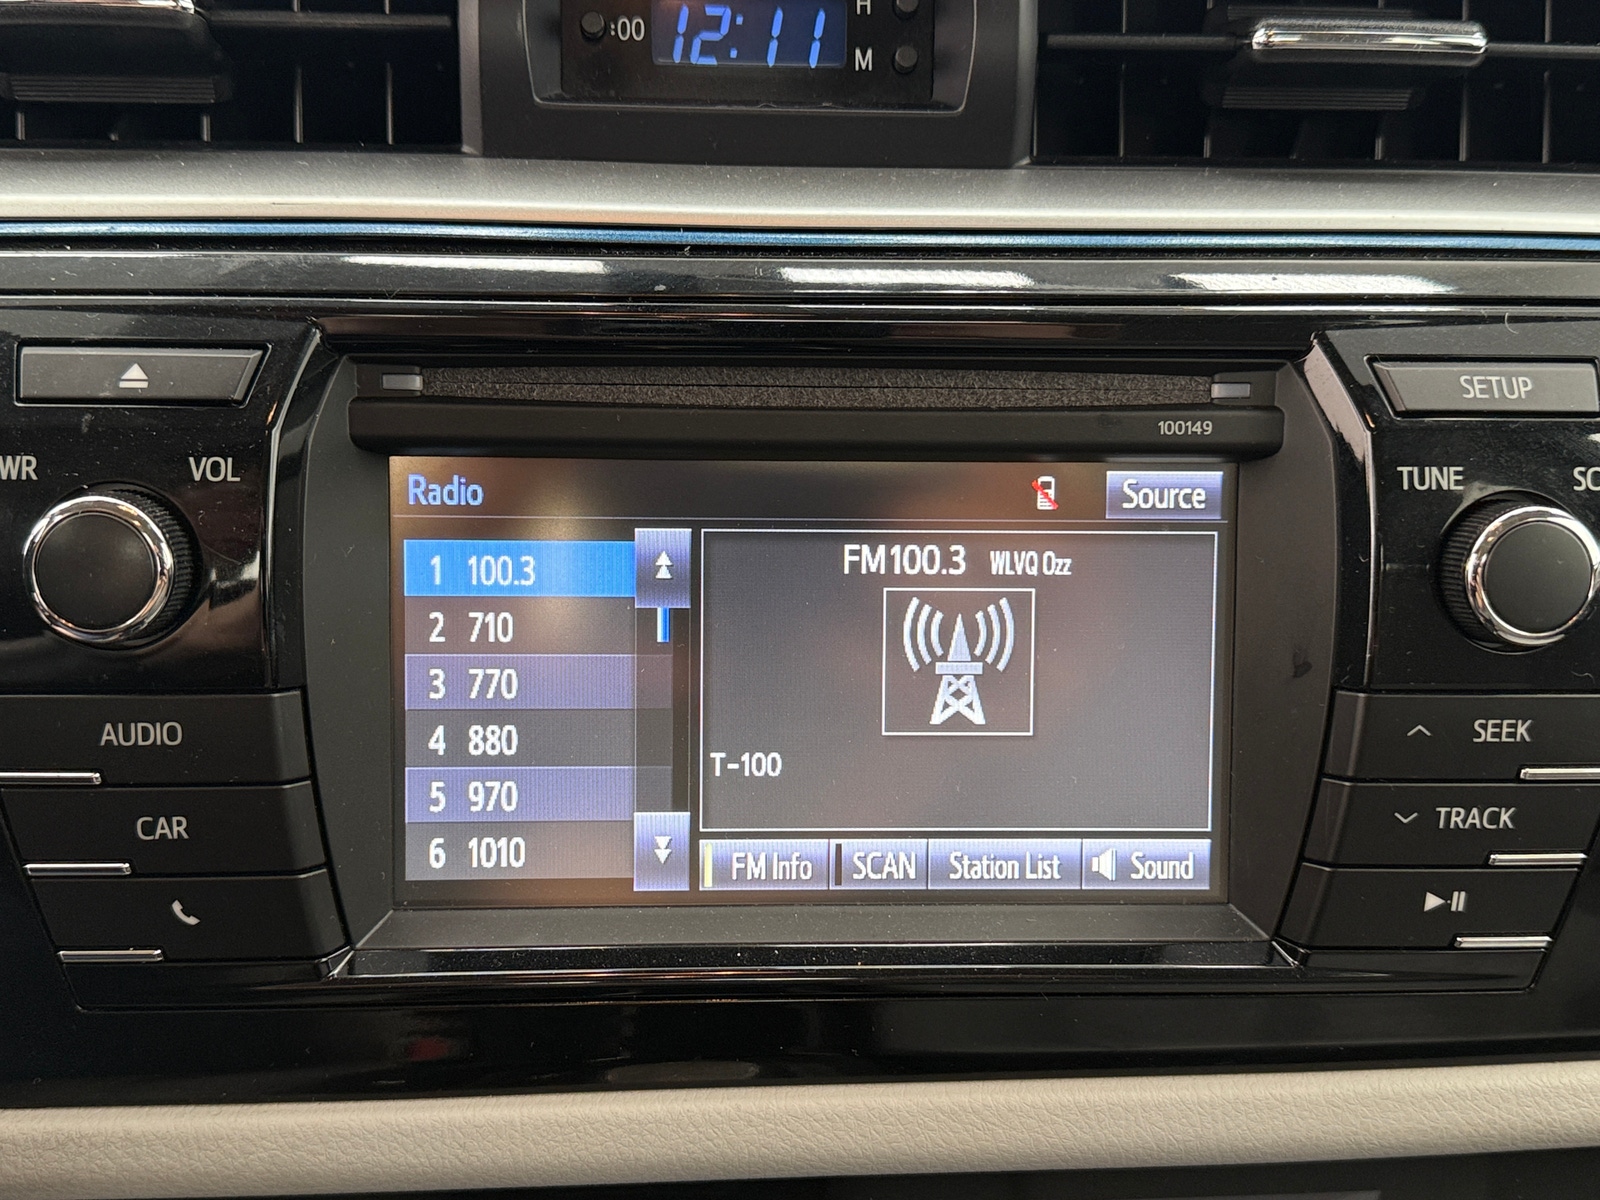 :00 12:11 H
M
SETUP
100149
WR VOL
TUNE SC
Radio Source
1 100.3
2 710
3 770
4 880
5 970
6 1010
FM100.3 WLVQ Ozz
T-100
FM Info SCAN Station List Sound
AUDIO
CAR
SEEK
TRACK